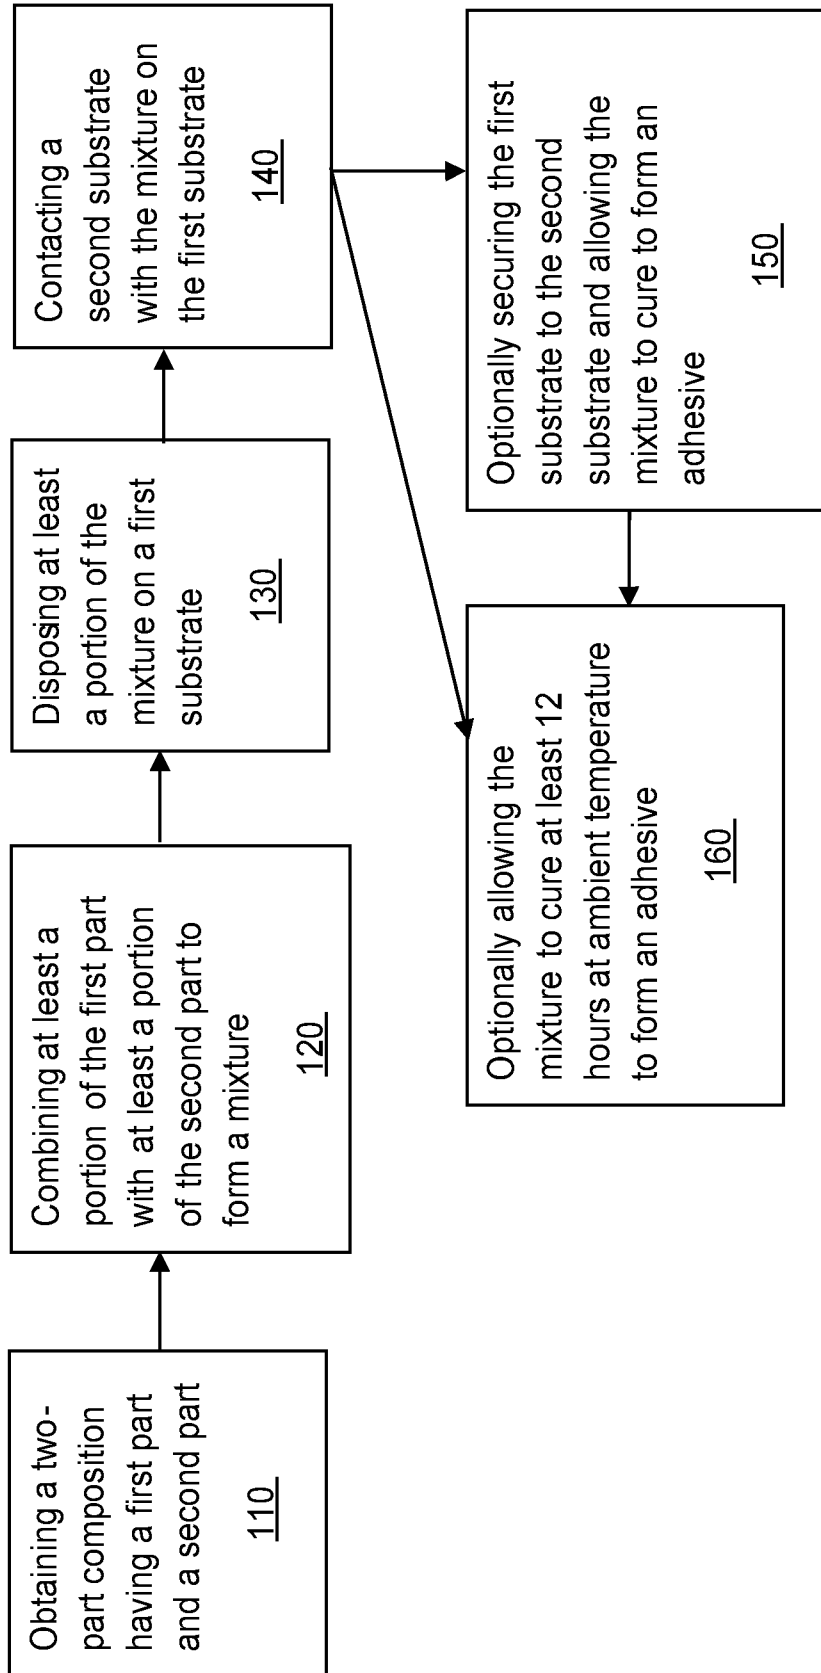 Obtaining a two-
part composition
having a first part
and a second part
110
Combining at least a
portion of the first part
with at least a portion
of the second part to
form a mixture
120
Disposing at least
a portion of the
mixture on a first
substrate
130
Contacting a
second substrate
with the mixture on
the first substrate
140
Optionally securing the first
substrate to the second
substrate and allowing the
mixture to cure to form an
adhesive
150
Optionally allowing the
mixture to cure at least 12
hours at ambient temperature
to form an adhesive
160